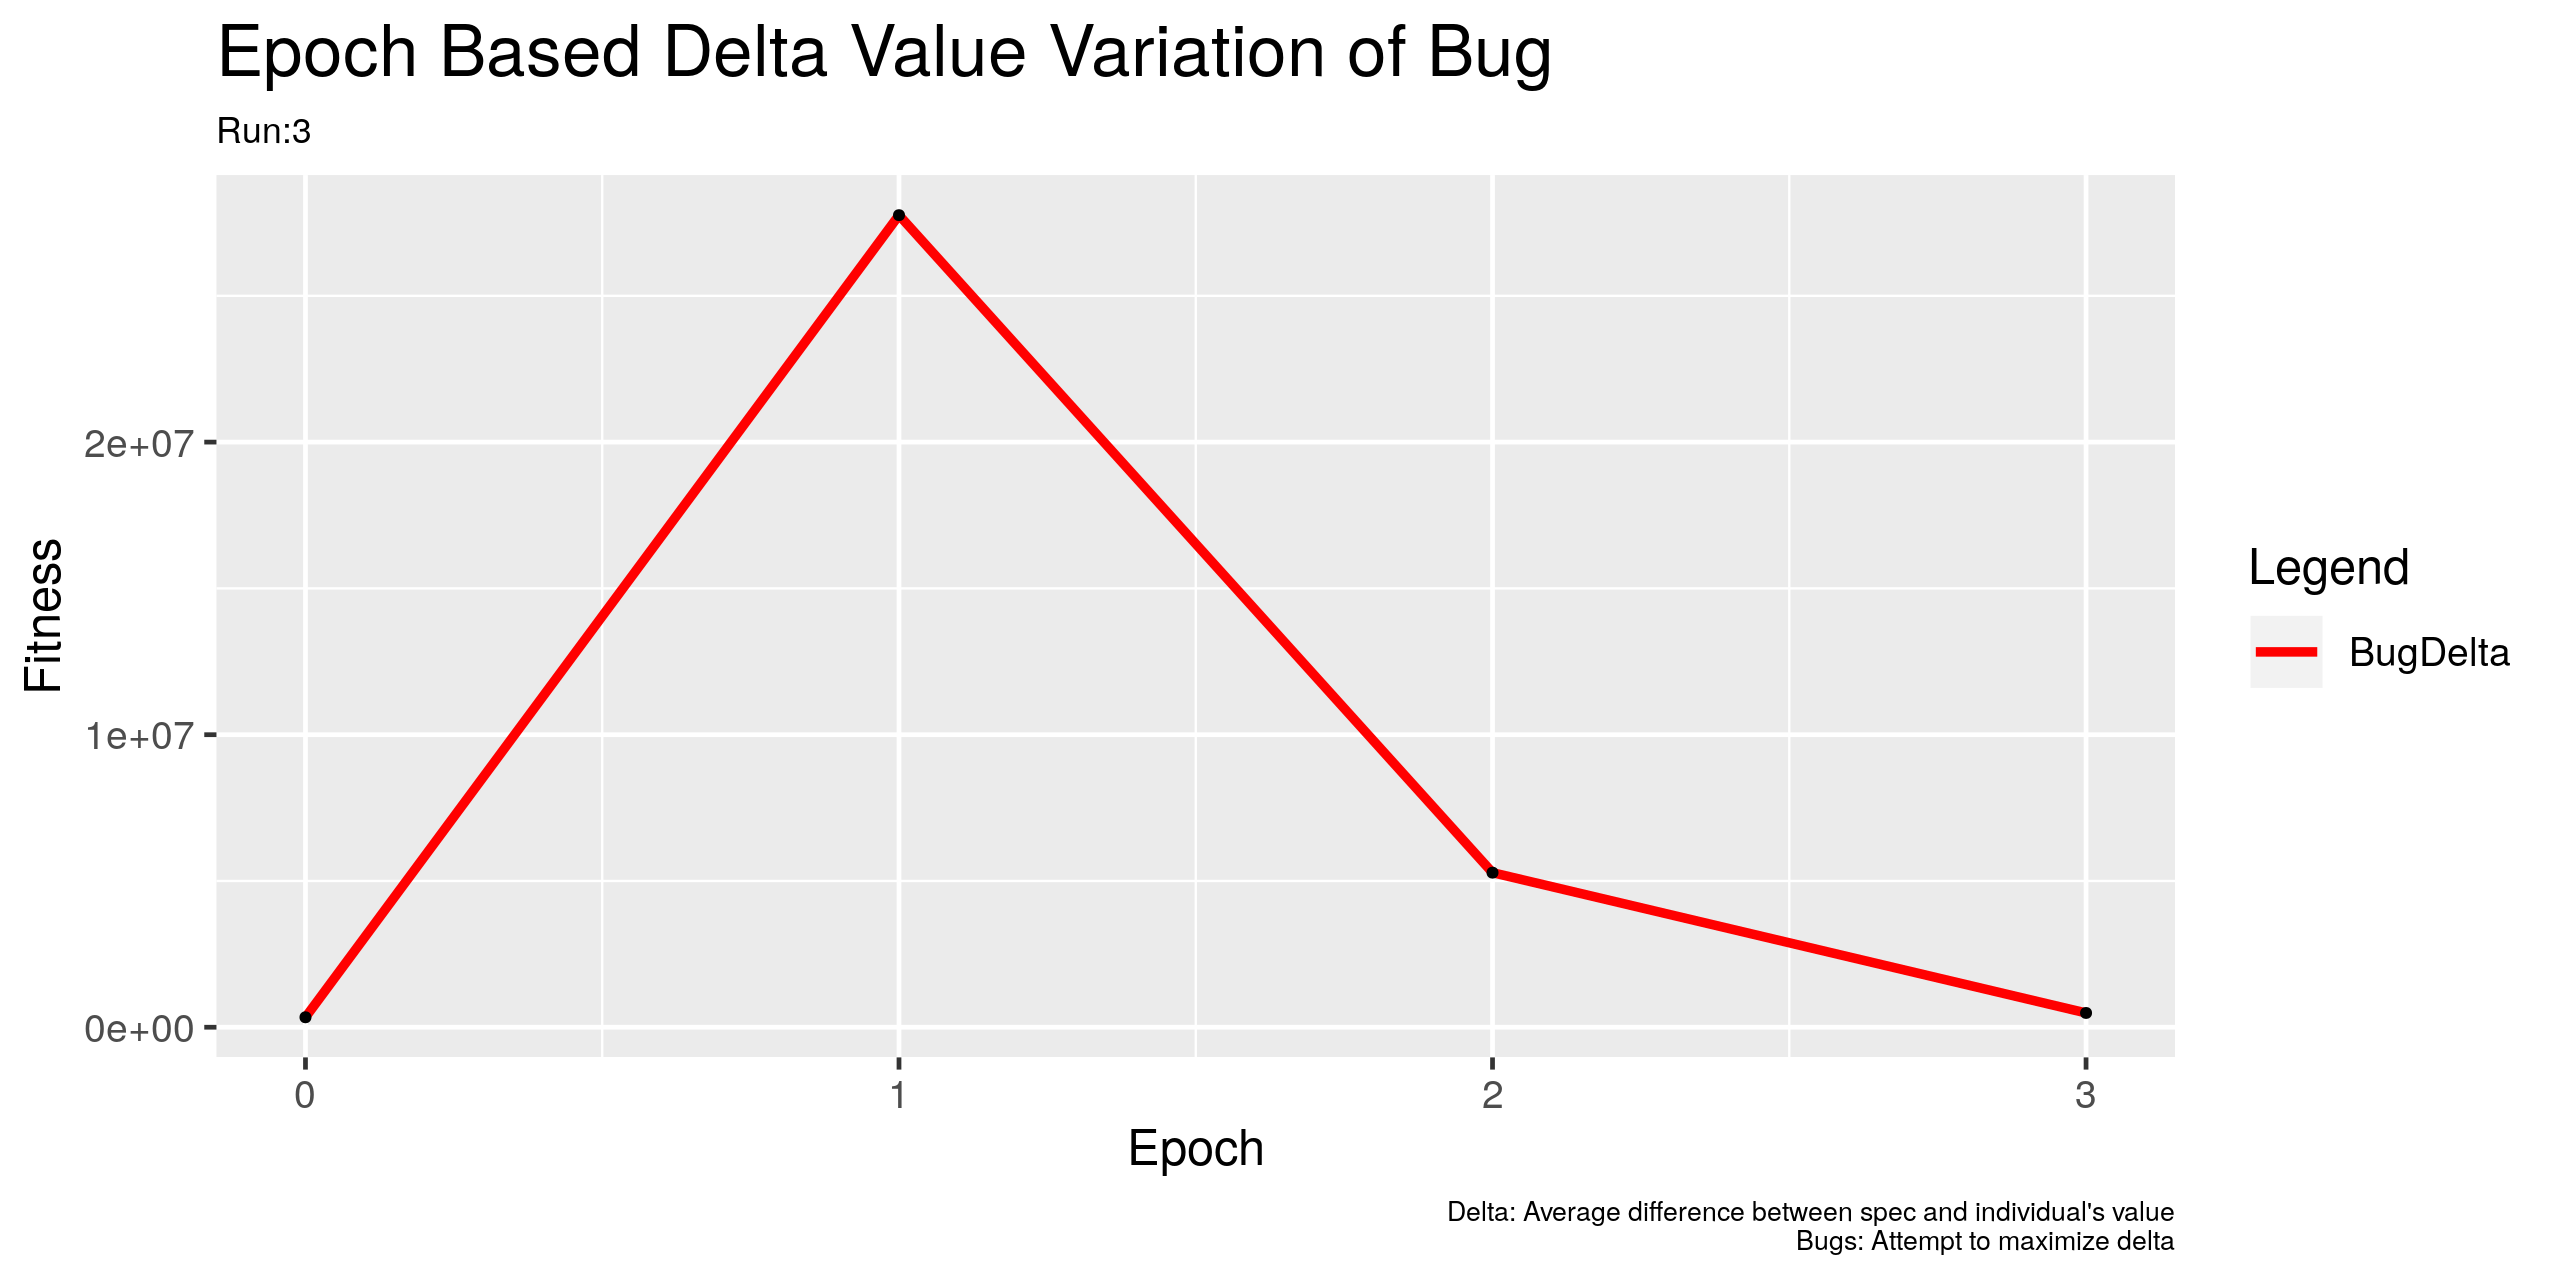 Epoch Based Delta Value Variation of Bug
Run:3
Fitness
2e+07
1e+07
0e+00
0 1 2 3
Epoch
Legend
BugDelta
Delta: Average difference between spec and individual's value
Bugs: Attempt to maximize delta